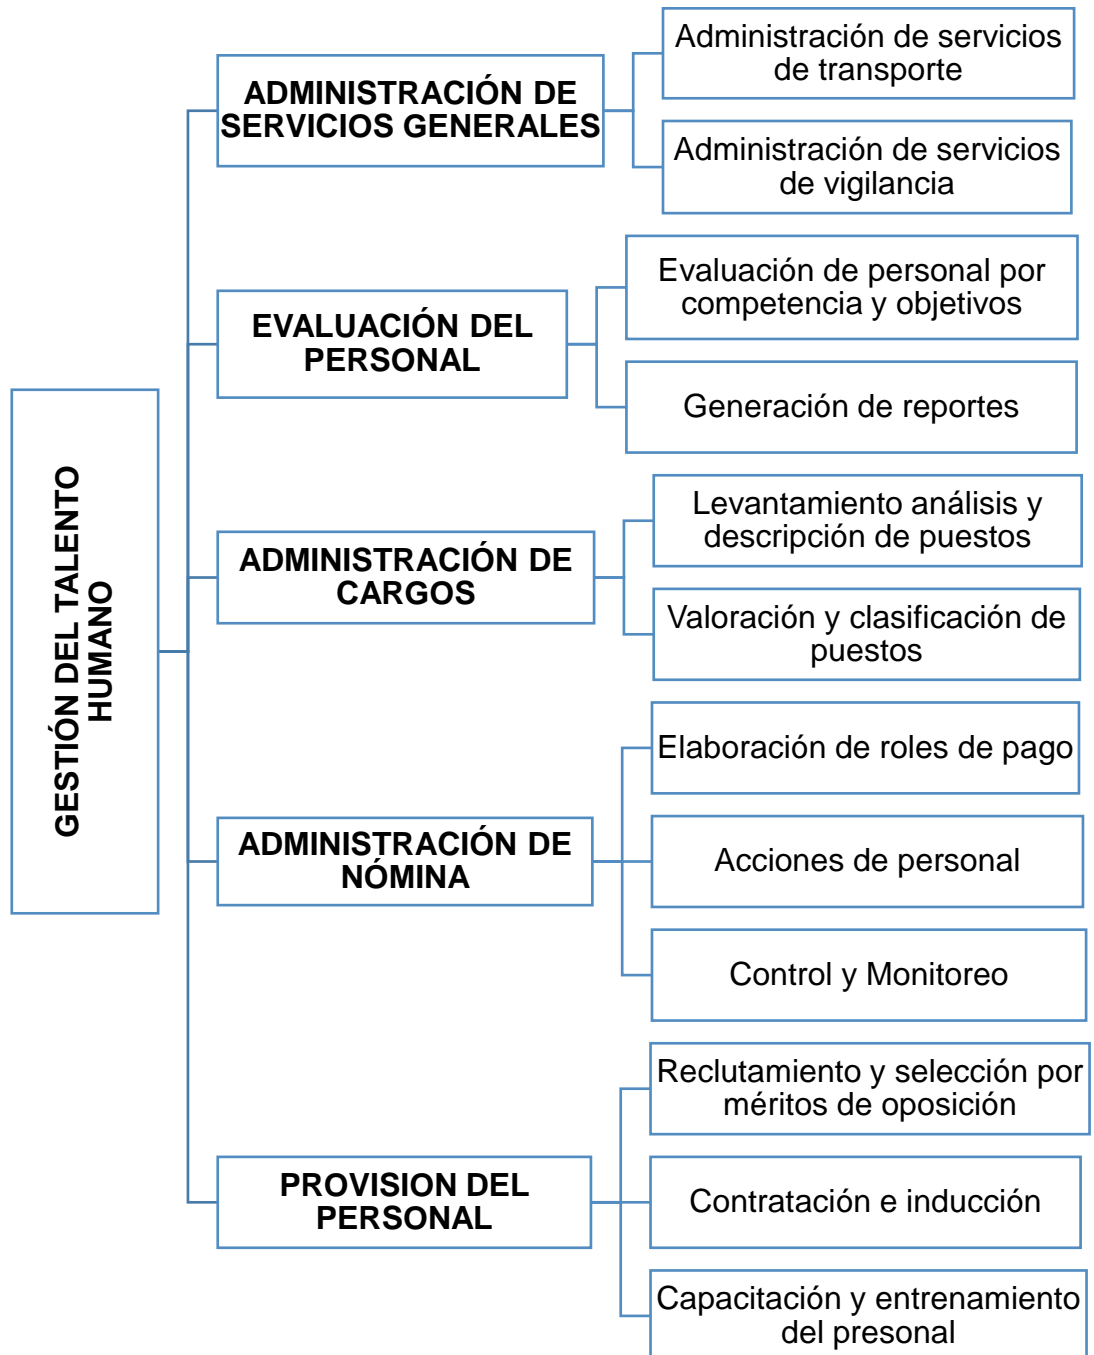 GESTIÓN DEL TALENTO
HUMANO
ADMINISTRACIÓN DE
SERVICIOS GENERALES
Administración de servicios
de transporte
Administración de servicios
de vigilancia
EVALUACIÓN DEL
PERSONAL
Evaluación de personal por
competencia y objetivos
Generación de reportes
ADMINISTRACIÓN DE
CARGOS
Levantamiento análisis y
descripción de puestos
Valoración y clasificación de
puestos
ADMINISTRACIÓN DE
NÓMINA
Elaboración de roles de pago
Acciones de personal
Control y Monitoreo
PROVISION DEL
PERSONAL
Reclutamiento y selección por
méritos de oposición
Contratación e inducción
Capacitación y entrenamiento
del presonal